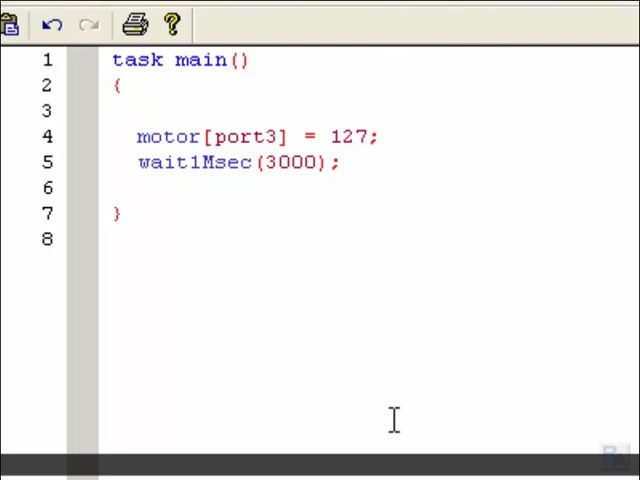 1 task main()
2 {
3
4 motor[port3] = 127;
5 wait1Msec(3000);
6
7 }
8